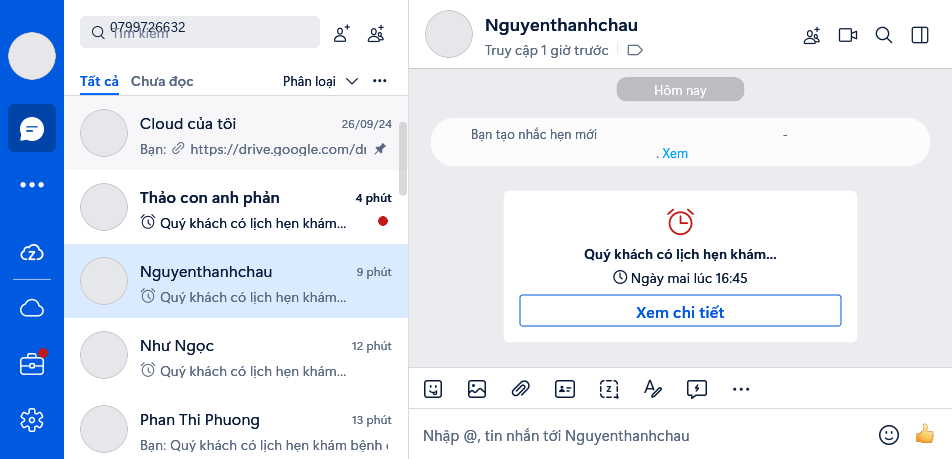 0799726632
Tìm kiếm
Tất cả Chưa đọc Phân loại
Cloud của tôi 26/09/24
Bạn: https://drive.google.com/dr
Thảo con anh phản 4 phút
Quý khách có lịch hẹn khám...
Nguyenthanhchau 9 phút
Quý khách có lịch hẹn khám...
Như Ngọc 12 phút
Quý khách có lịch hẹn khám...
Phan Thi Phuong 13 phút
Bạn: Quý khách có lịch hẹn khám bệnh
Nguyenthanhchau
Truy cập 1 giờ trước
Hôm nay
Bạn tạo nhắc hẹn mới -
. Xem
Quý khách có lịch hẹn khám...
Ngày mai lúc 16:45
Xem chi tiết
Nhập @, tin nhắn tới Nguyenthanhchau